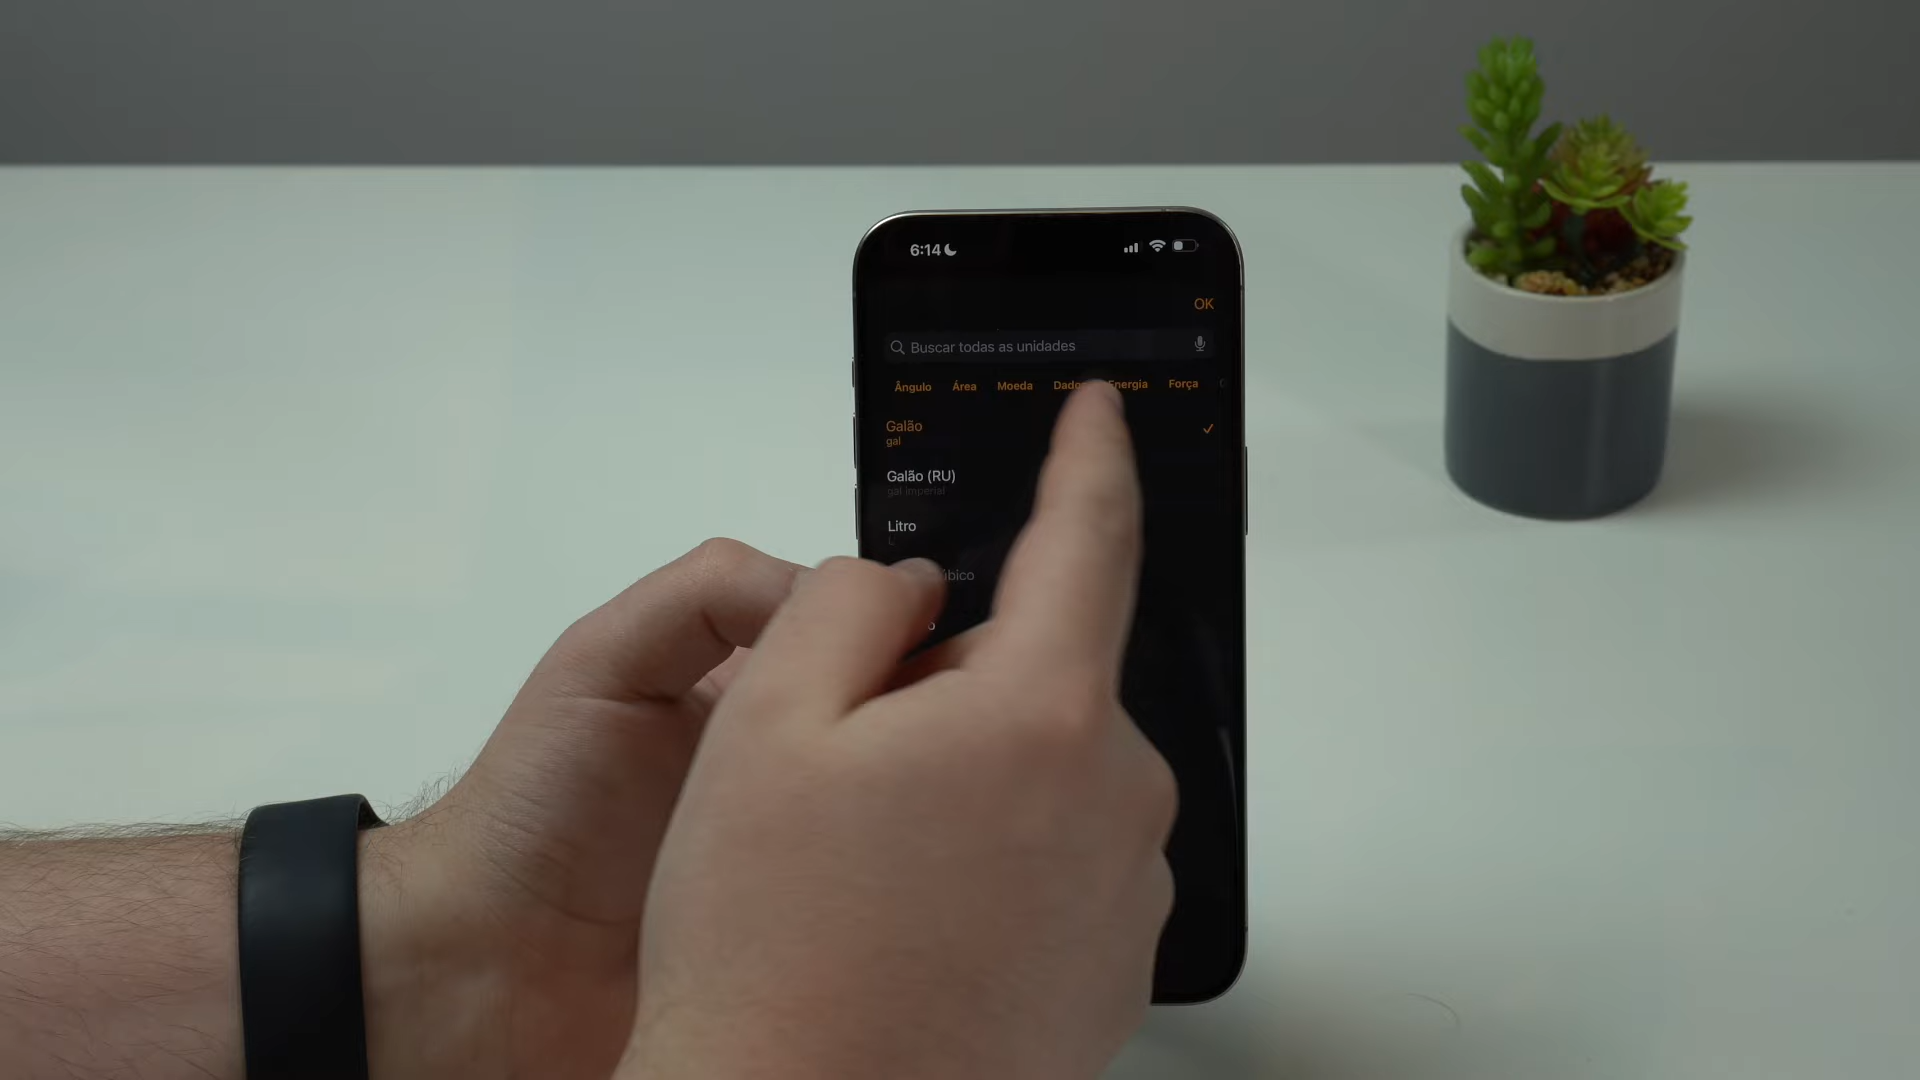 6:14
OK
Buscar todas as unidades
Ângulo Área Moeda Dados Energia Força
Galão
gal
Galão (RU)
gal imperial
Litro
L